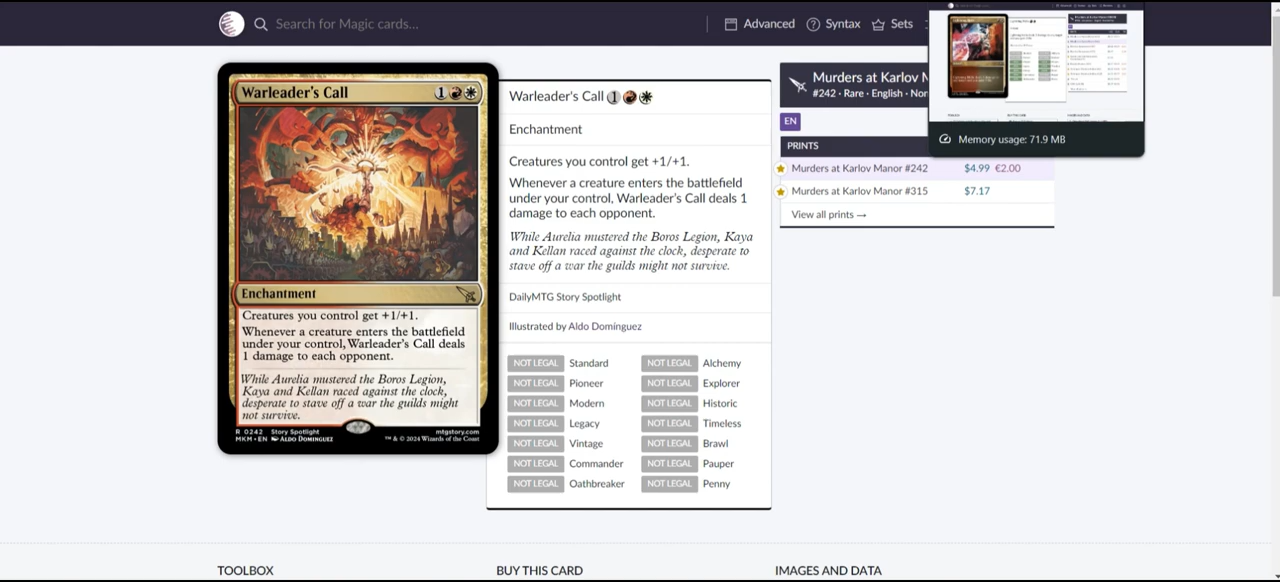 Search for Magic cards...
Advanced
Syntax
Sets
Warleader's Call
Enchantment
Creatures you control get +1/+1.
Whenever a creature enters the battlefield
under your control, Warleader's Call deals
1 damage to each opponent.
While Aurelia mustered the Boros Legion,
Kaya and Kellan raced against the clock,
desperate to stave off a war the guilds might
not survive.
R 0242 Story Spotlight
MKM • EN ALDO DOMINGUEZ
mtgstory.com
™ & © 2024 Wizards of the Coast
Warleader's Call
Enchantment
Creatures you control get +1/+1.
Whenever a creature enters the battlefield
under your control, Warleader's Call deals 1
damage to each opponent.
While Aurelia mustered the Boros Legion, Kaya
and Kellan raced against the clock, desperate to
stave off a war the guilds might not survive.
DailyMTG Story Spotlight
Illustrated by Aldo Domínguez
NOT LEGAL Standard NOT LEGAL Alchemy
NOT LEGAL Pioneer NOT LEGAL Explorer
NOT LEGAL Modern NOT LEGAL Historic
NOT LEGAL Legacy NOT LEGAL Timeless
NOT LEGAL Vintage NOT LEGAL Brawl
NOT LEGAL Commander NOT LEGAL Pauper
NOT LEGAL Oathbreaker NOT LEGAL Penny
Murders at Karlov M
#242 · Rare · English · Non
EN
PRINTS
Murders at Karlov Manor #242 $4.99 €2.00
Murders at Karlov Manor #315 $7.17
View all prints →
Memory usage: 71.9 MB
TOOLBOX
BUY THIS CARD
IMAGES AND DATA